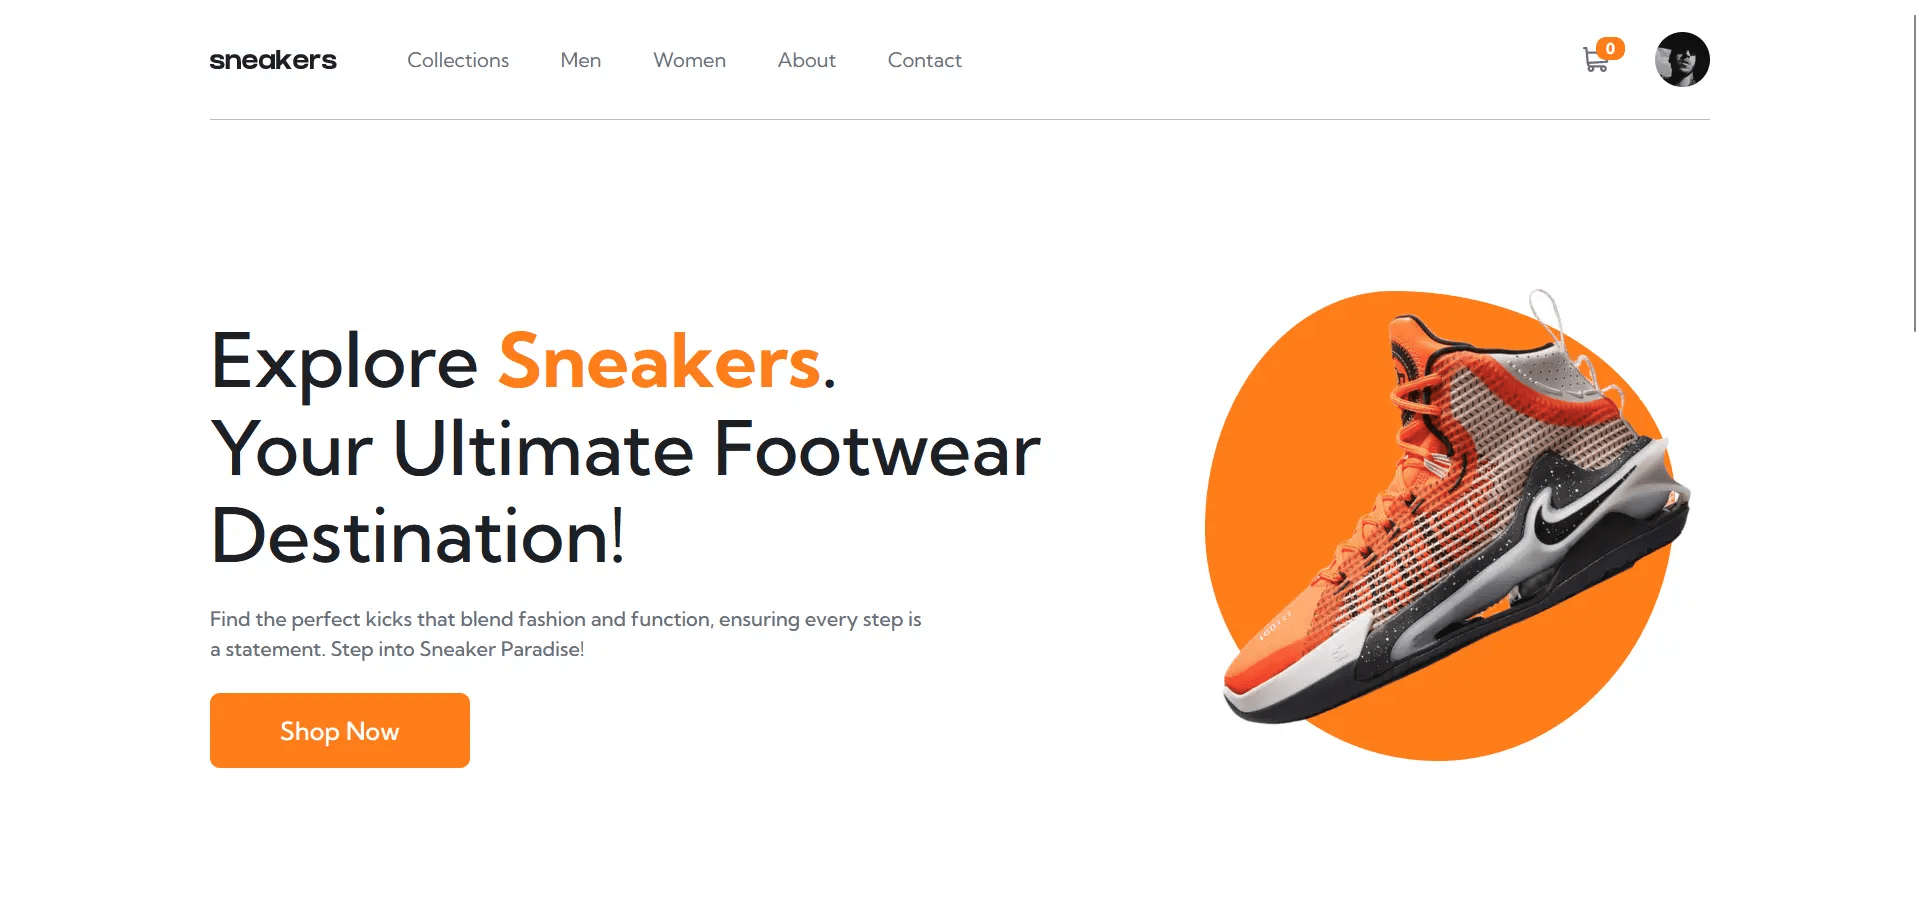 sneakers
Collections
Men
Women
About
Contact
0
Explore Sneakers.
Your Ultimate Footwear
Destination!
Find the perfect kicks that blend fashion and function, ensuring every step is
a statement. Step into Sneaker Paradise!
Shop Now